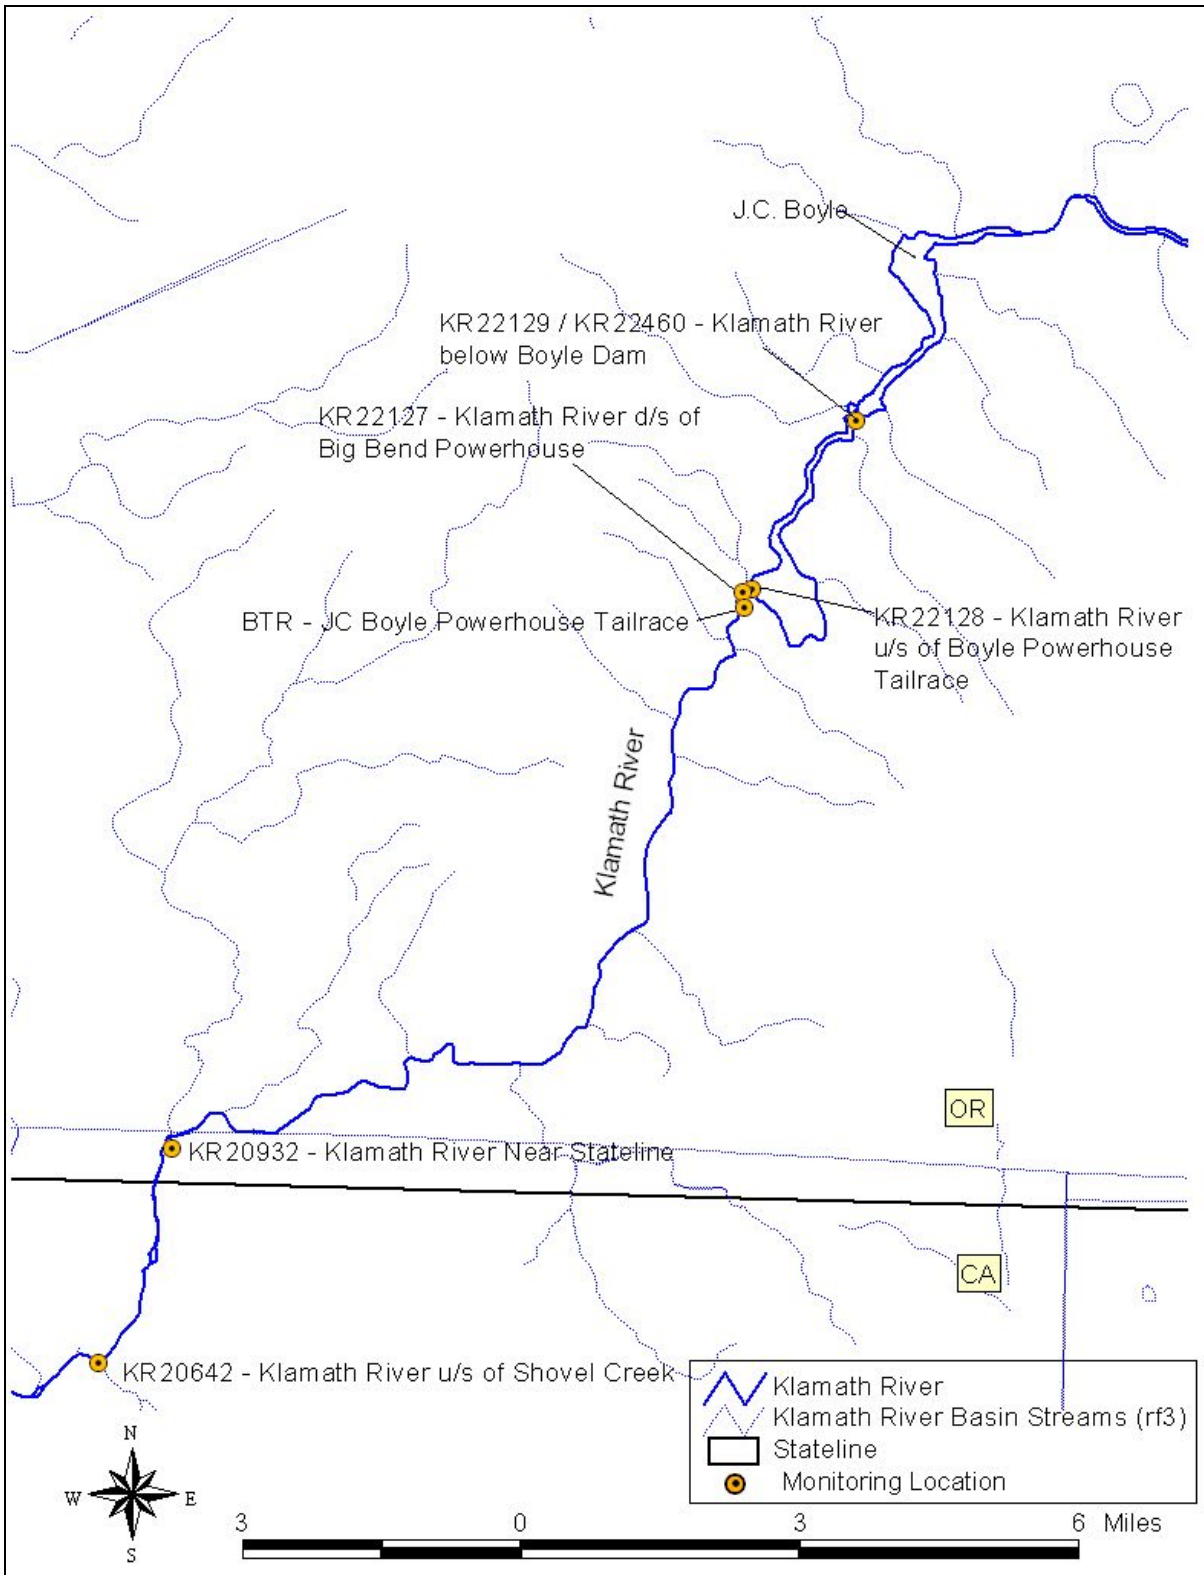 J.C. Boyle
KR22129 / KR22460 - Klamath River
below Boyle Dam
KR22127 - Klamath River d/s of
Big Bend Powerhouse
BTR - JC Boyle Powerhouse Tailrace
KR22128 - Klamath River
u/s of Boyle Powerhouse
Tailrace
Klamath River
OR
KR20932 - Klamath River Near Stateline
CA
KR20642 - Klamath River u/s of Shovel Creek
Klamath River
Klamath River Basin Streams (rf3)
Stateline
Monitoring Location
N
W E
S
3 0 3 6 Miles